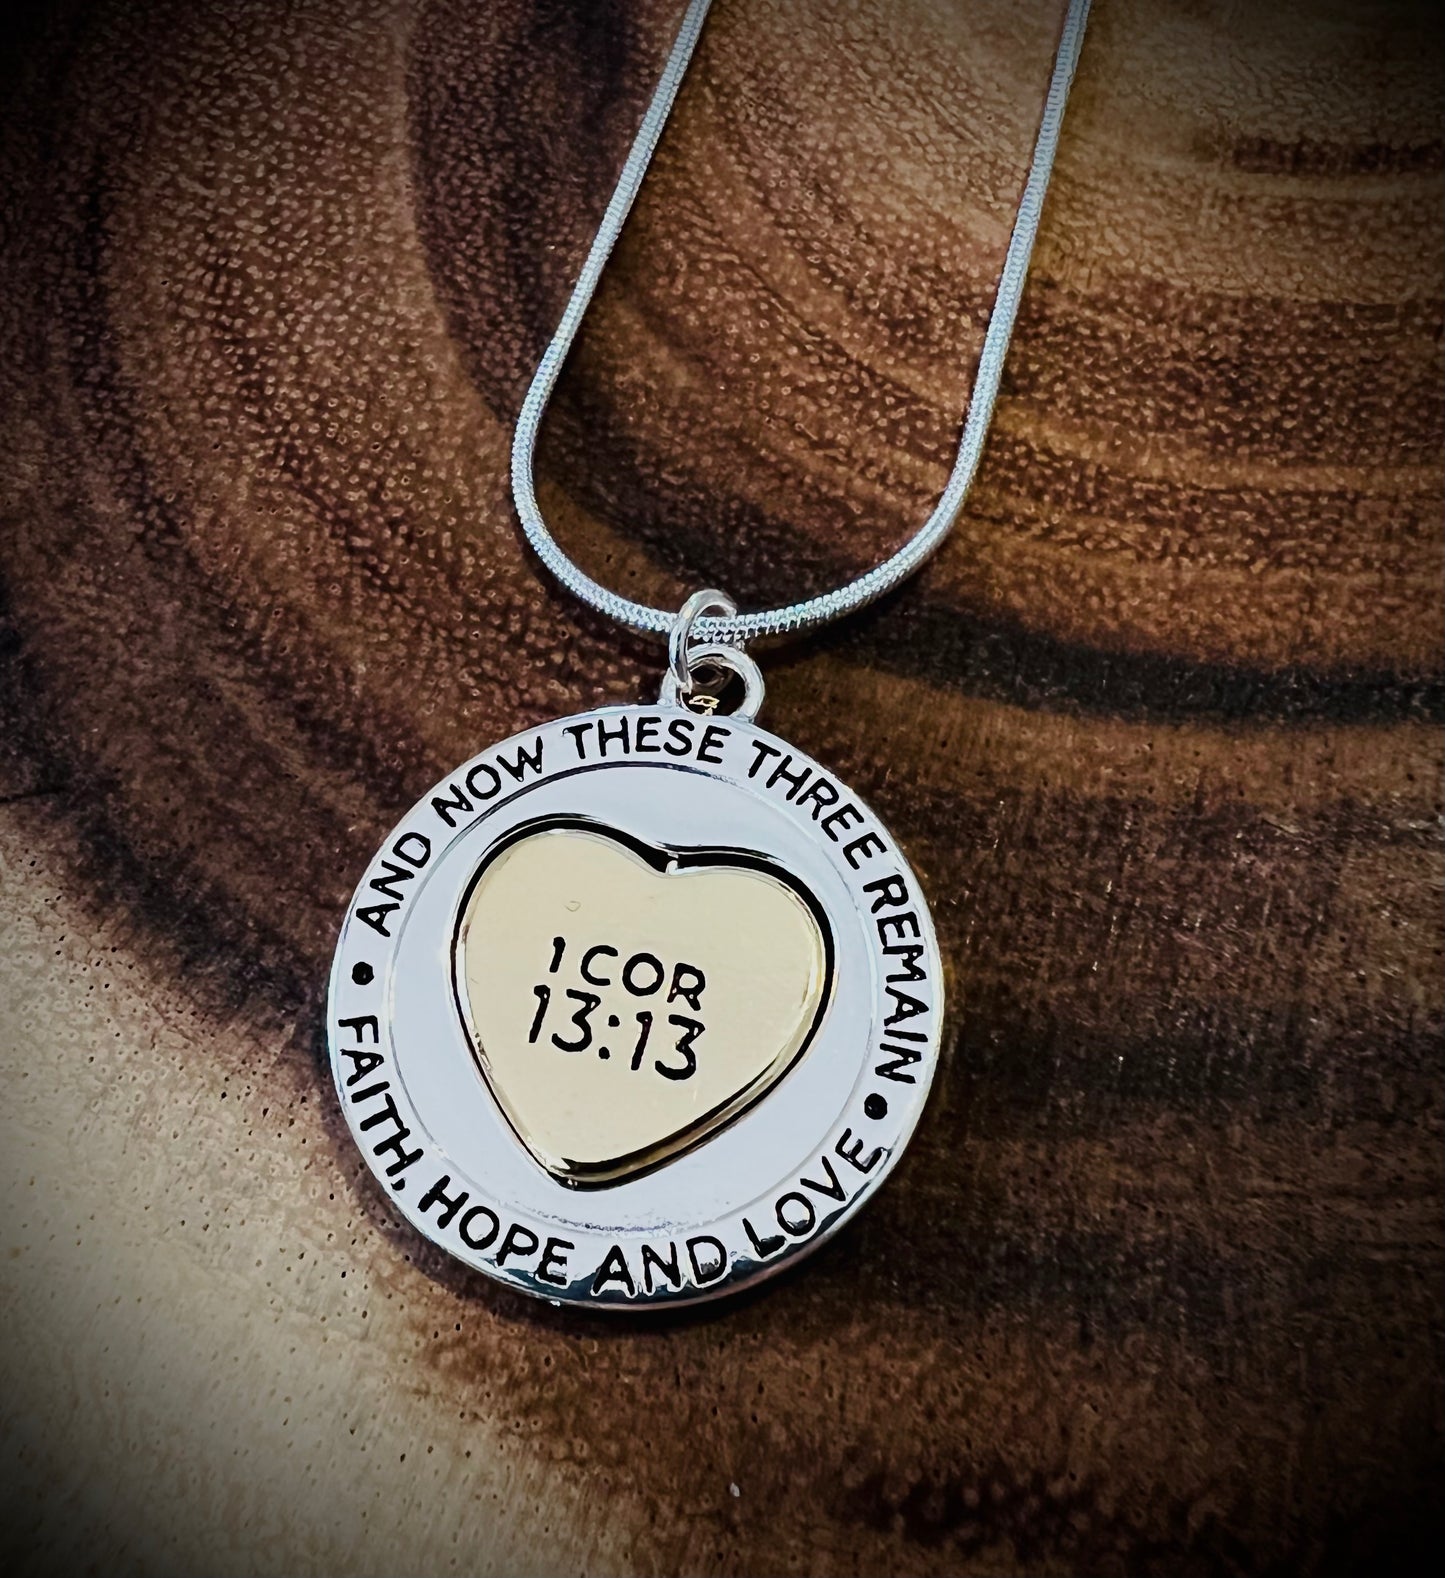 AND NOW THESE THREE REMAIN
• FAITH, HOPE AND LOVE •
1 COR
13:13